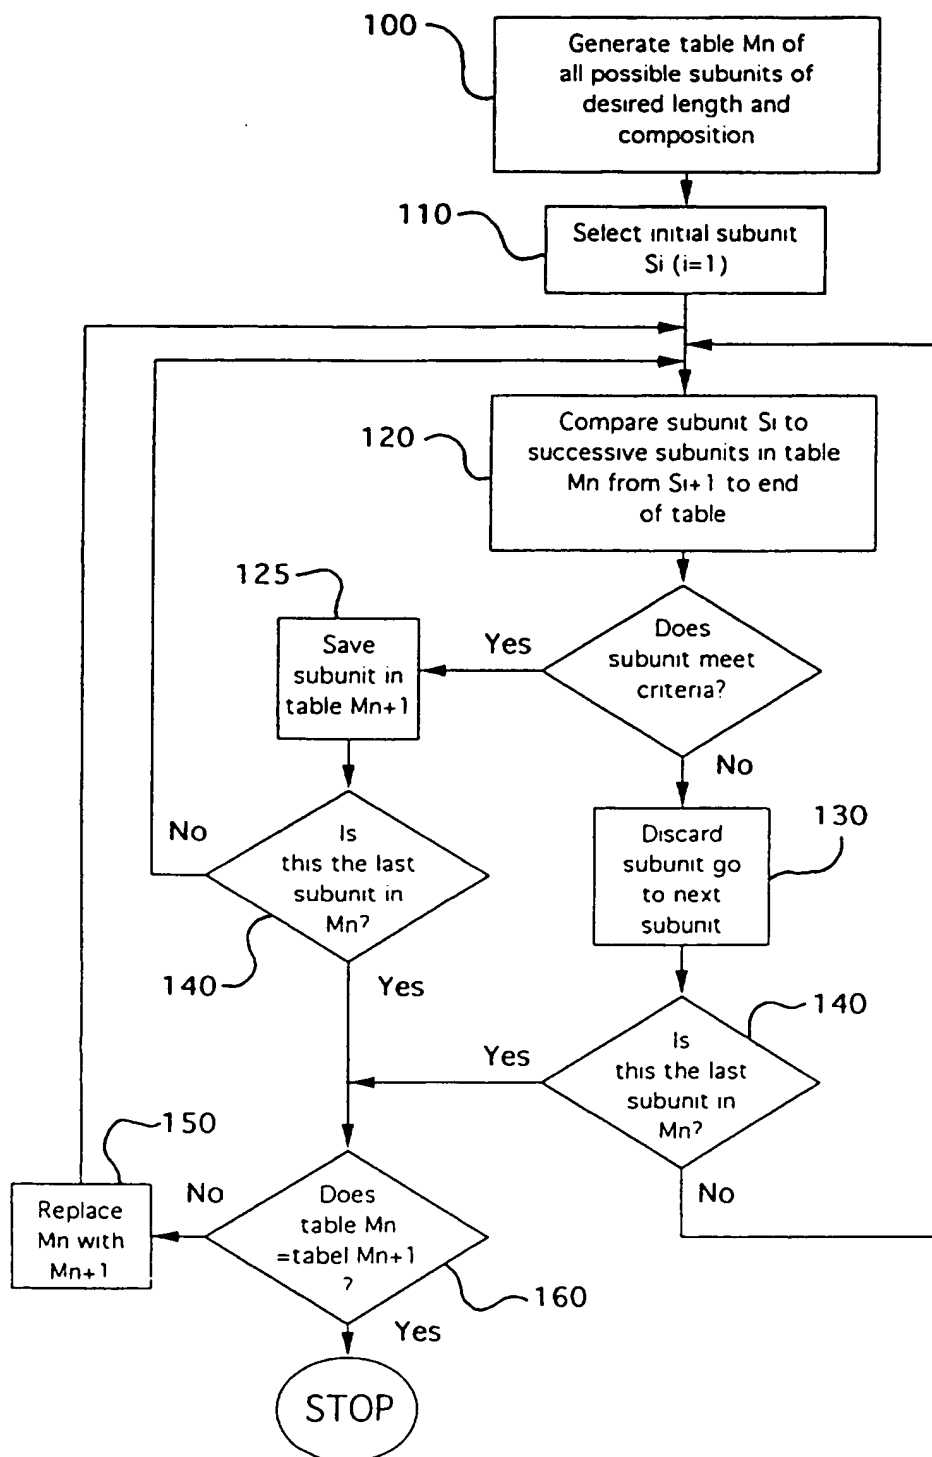 100
Generate table Mn of
all possible subunits of
desired length and
composition
110
Select initial subunit
Si (i=1)
120
Compare subunit Si to
successive subunits in table
Mn from Si+1 to end
of table
125
Save
subunit in
table Mn+1
Yes
Does
subunit meet
criteria?
No
No
Is
this the last
subunit in
Mn?
140
Yes
130
Discard
subunit go
to next
subunit
Yes
Is
this the last
subunit in
Mn?
140
No
150
Replace
Mn with
Mn+1
No
Does
table Mn
=tabel Mn+1
?
160
Yes
STOP